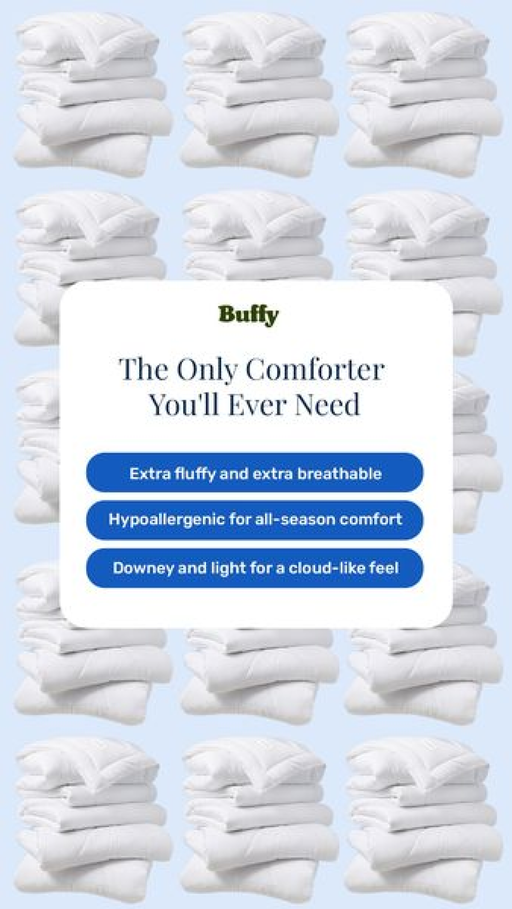 Buffy
The Only Comforter
You'll Ever Need
Extra fluffy and extra breathable
Hypoallergenic for all-season comfort
Downey and light for a cloud-like feel